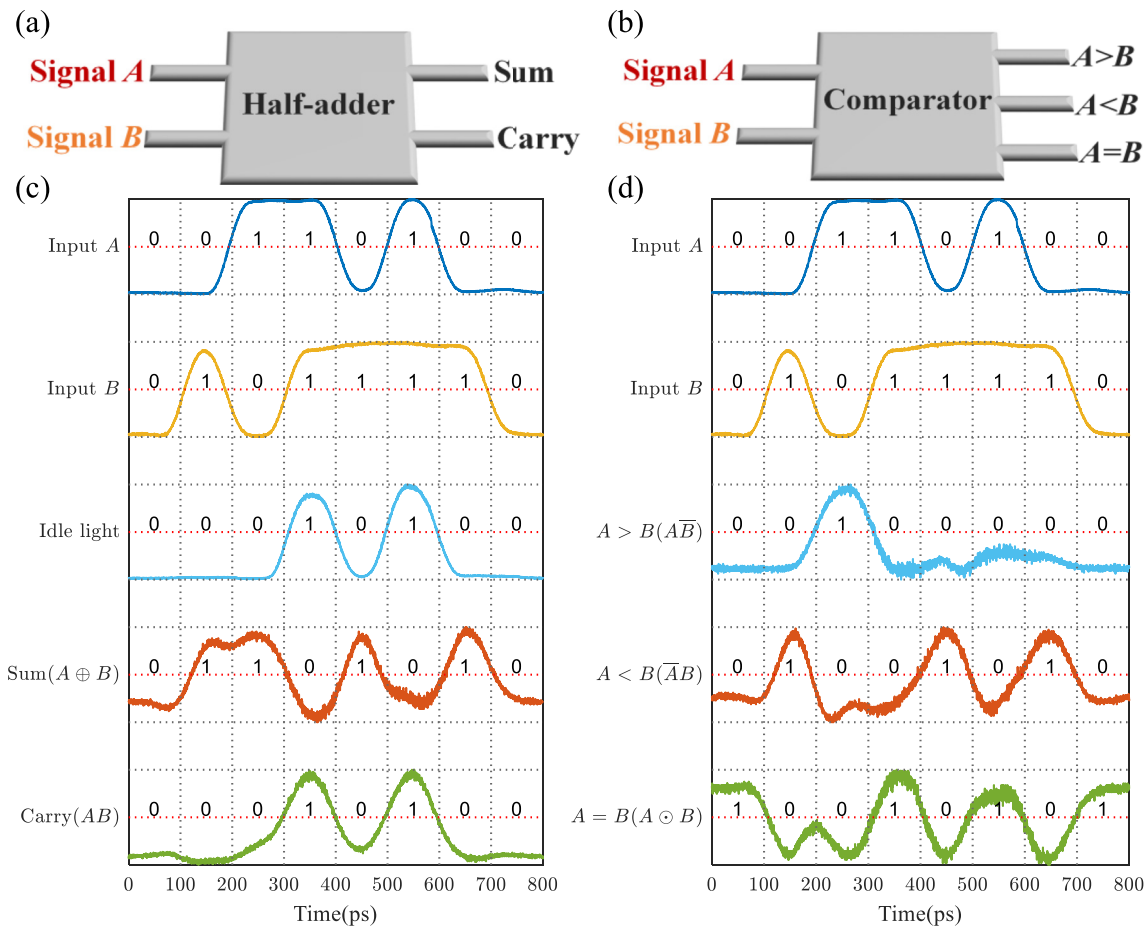 (a)
Signal A
Signal B
Half-adder
Sum
Carry
(b)
Signal A
Signal B
Comparator
A>B
A<B
A=B
(c)
Input A
0 0 1 1 0 1 0 0
Input B
0 1 0 1 1 1 1 0
Idle light
0 0 0 1 0 1 0 0
Sum(A ⊕ B)
0 1 1 0 1 0 1 0
Carry(AB)
0 0 0 1 0 1 0 0
0 100 200 300 400 500 600 700 800
Time(ps)
(d)
Input A
0 0 1 1 0 1 0 0
Input B
0 1 0 1 1 1 1 0
A > B(AB̅)
0 0 1 0 0 0 0 0
A < B(A̅B)
0 1 0 0 1 0 1 0
A = B(A ⊙ B)
1 0 0 1 0 1 0 1
0 100 200 300 400 500 600 700 800
Time(ps)